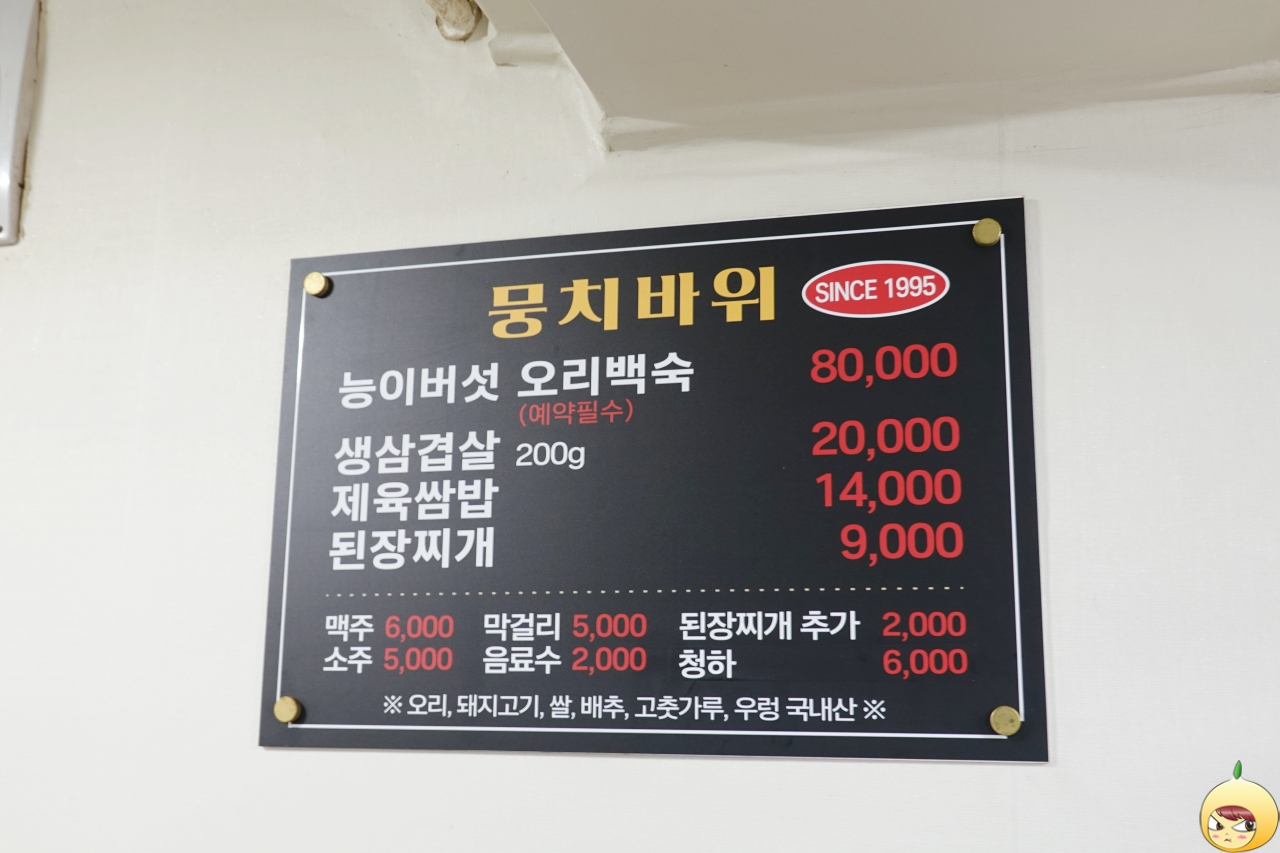 뭉치바위 SINCE 1995
능이버섯 오리백숙 80,000
(예약필수)
생삼겹살 200g 20,000
제육쌈밥 14,000
된장찌개 9,000
맥주 6,000 막걸리 5,000 된장찌개 추가 2,000
소주 5,000 음료수 2,000 청하 6,000
※ 오리, 돼지고기, 쌀, 배추, 고춧가루, 우렁 국내산 ※